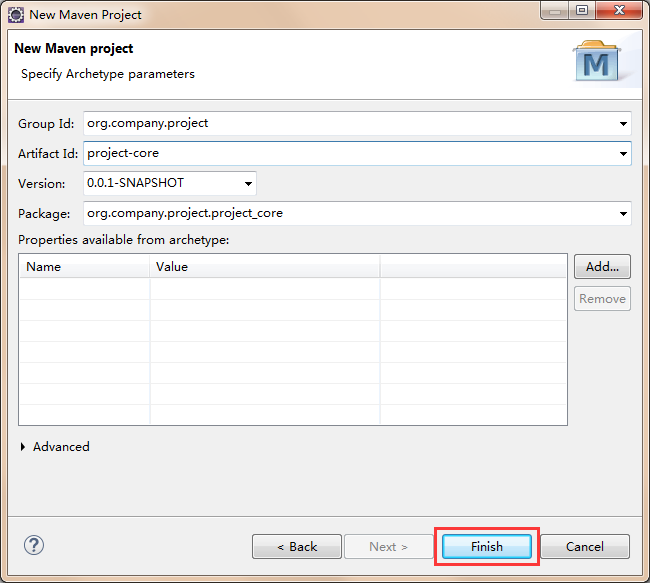 New Maven Project
New Maven project
Specify Archetype parameters
M
Group Id: org.company.project
Artifact Id: project-core
Version: 0.0.1-SNAPSHOT
Package: org.company.project.project_core
Properties available from archetype:
Name Value
Add...
Remove
Advanced
? < Back Next > Finish Cancel